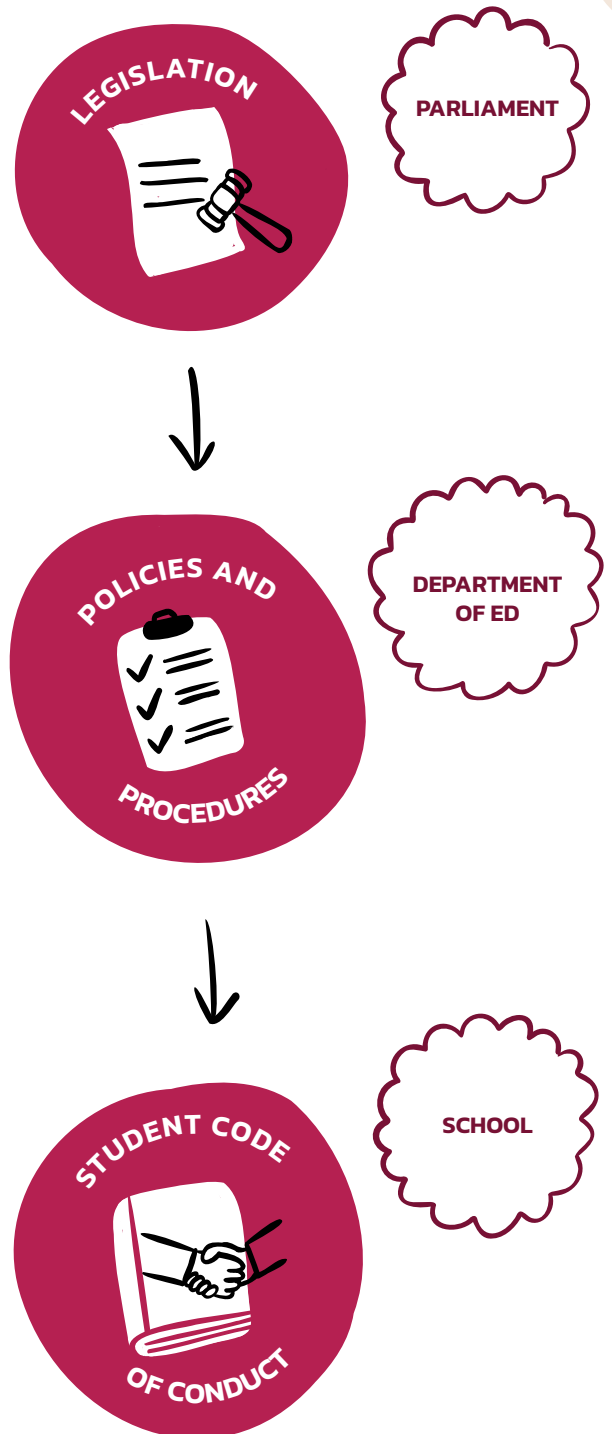 LEGISLATION
PARLIAMENT
POLICIES AND
PROCEDURES
DEPARTMENT
OF ED
STUDENT CODE
OF CONDUCT
SCHOOL